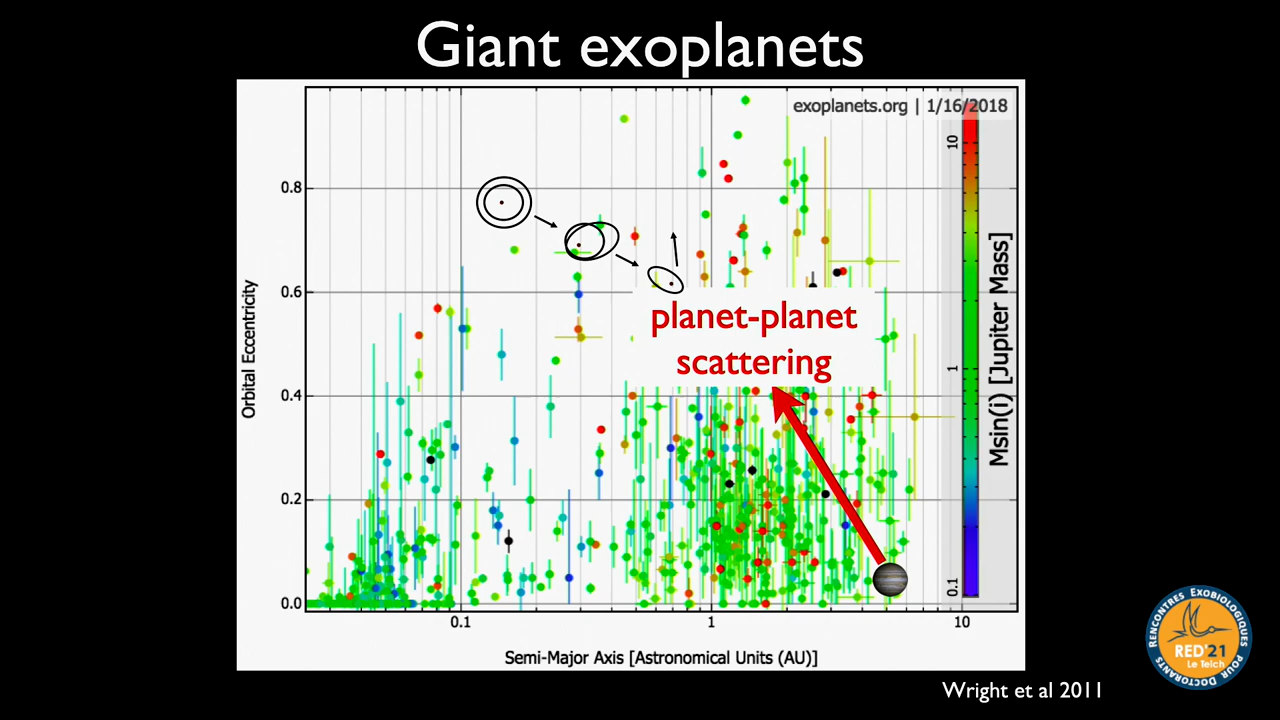 Giant exoplanets
exoplanets.org | 1/16/2018
0.8
0.6
0.4
0.2
0.0
Orbital Eccentricity
planet-planet
scattering
10
1
0.1
Msin(i) [Jupiter Mass]
0.1
1
10
Semi-Major Axis [Astronomical Units (AU)]
RENCONTRES EXOBIOLOGIQUES
POUR DOCTORANTS
RED'21
Le Teich
Wright et al 2011